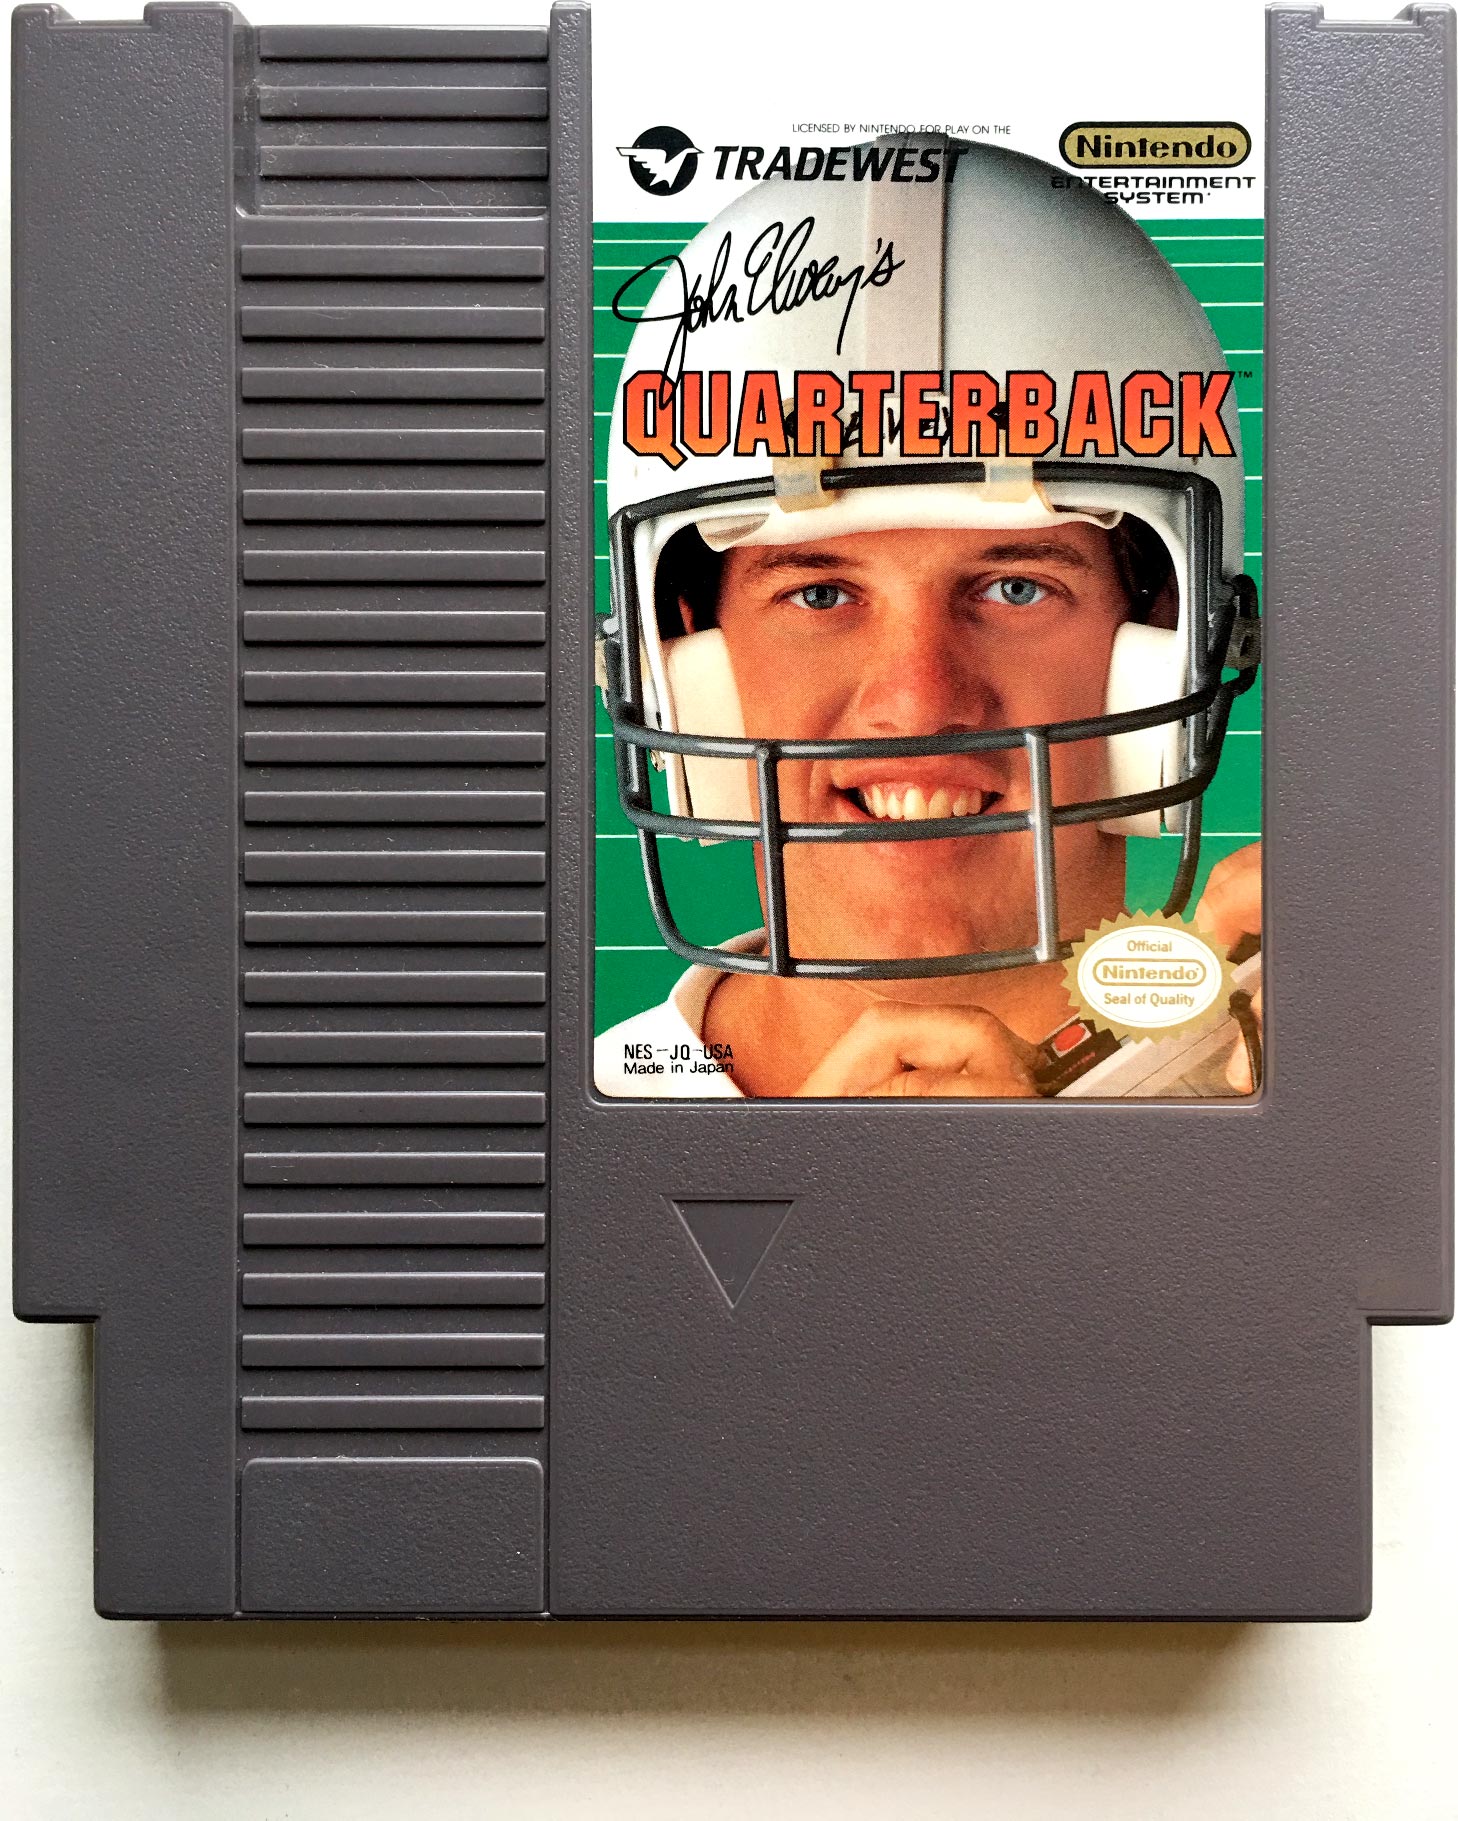 LICENSED BY NINTENDO FOR PLAY ON THE
TRADEWEST
Nintendo
ENTERTAINMENT
SYSTEM
John Elway's
QUARTERBACK™
Official
Nintendo
Seal of Quality
NES-JQ-USA
Made in Japan